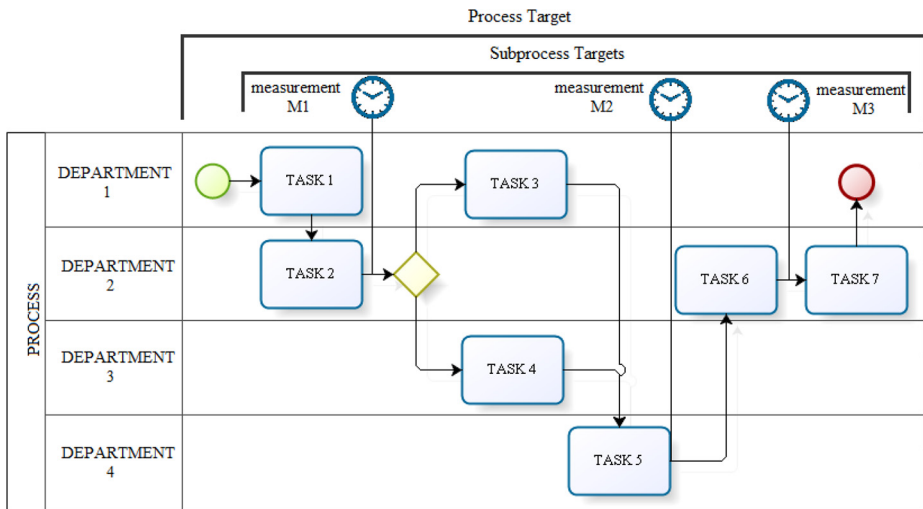 Process Target
Subprocess Targets
measurement
M1
measurement
M2
measurement
M3
PROCESS
DEPARTMENT
1
TASK 1
TASK 3
DEPARTMENT
2
TASK 2
TASK 6
TASK 7
DEPARTMENT
3
TASK 4
DEPARTMENT
4
TASK 5